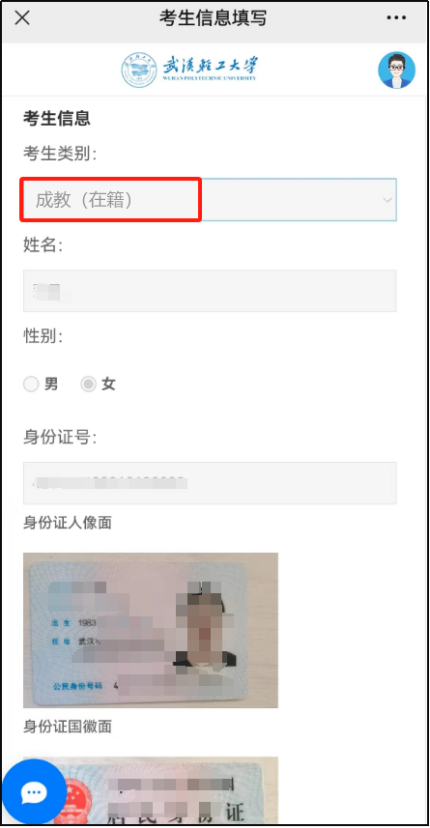 考生信息填写
武汉轻工大学
WUHAN POLYTECHNIC UNIVERSITY
考生信息
考生类别:
成教（在籍）
姓名:
性别:
男 女
身份证号:
身份证人像面
出 生 1983
住 址 武汉
公民身份号码 4
身份证国徽面
居 民 身 份 证